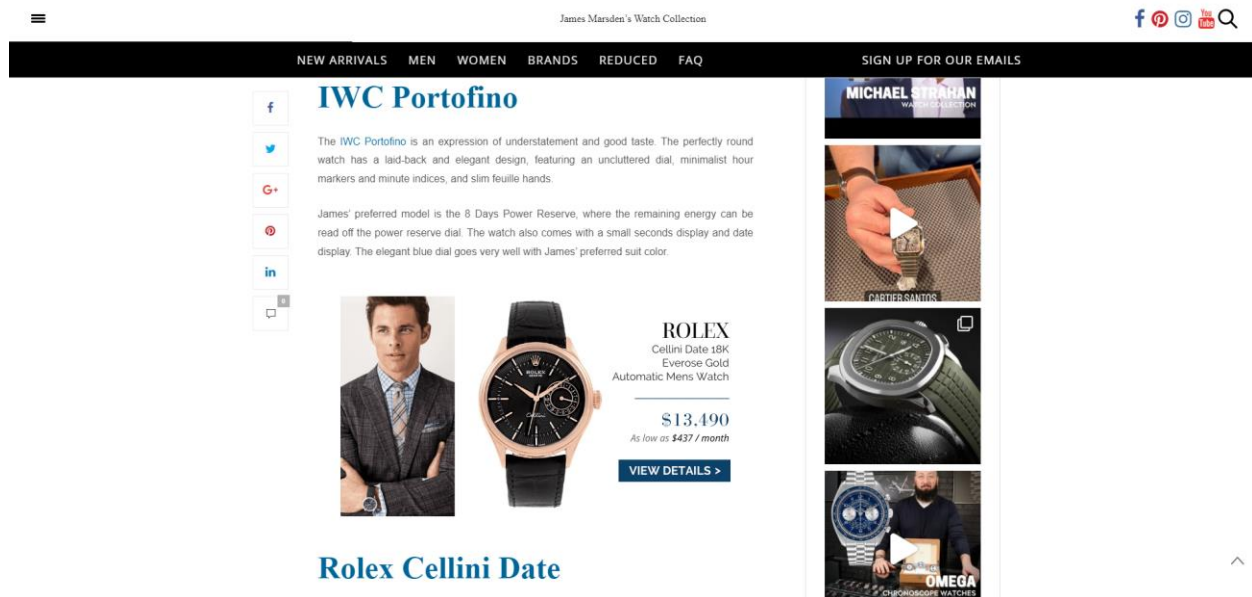 James Marsden's Watch Collection
You
Tube
NEW ARRIVALS MEN WOMEN BRANDS REDUCED FAQ SIGN UP FOR OUR EMAILS
IWC Portofino
The IWC Portofino is an expression of understatement and good taste. The perfectly round
watch has a laid-back and elegant design, featuring an uncluttered dial, minimalist hour
markers and minute indices, and slim feuille hands.
James' preferred model is the 8 Days Power Reserve, where the remaining energy can be
read off the power reserve dial. The watch also comes with a small seconds display and date
display. The elegant blue dial goes very well with James' preferred suit color.
G+
in
0
ROLEX
Cellini
ROLEX
Cellini Date 18K
Everose Gold
Automatic Mens Watch
$13,490
As low as $437 / month
VIEW DETAILS >
Rolex Cellini Date
MICHAEL STRAHAN
WATCH COLLECTION
CARTIER SANTOS
OMEGA
CHRONOSCOPE WATCHES